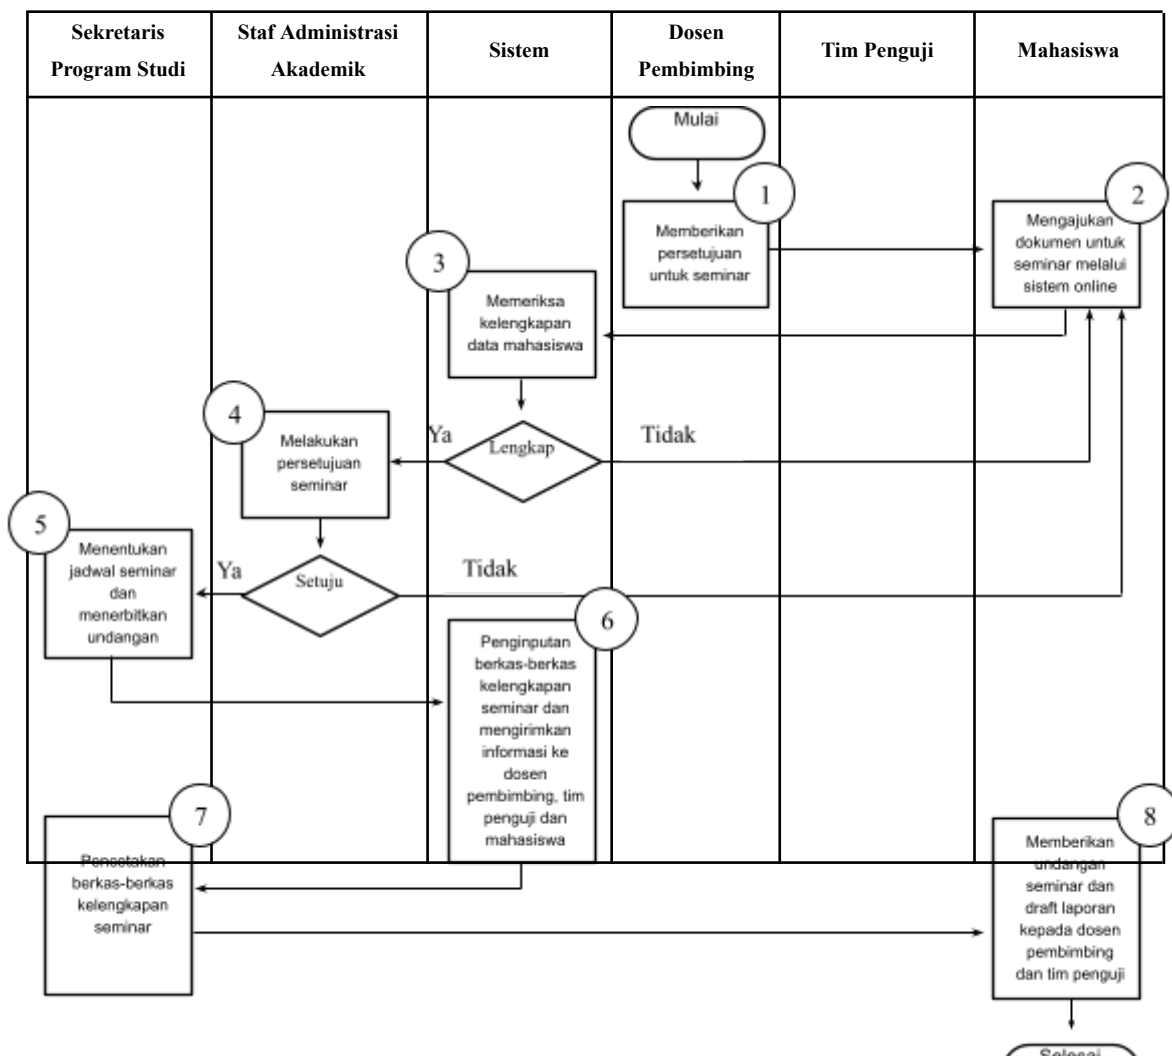 Sekretaris
Program Studi
Staf Administrasi
Akademik
Sistem
Dosen
Pembimbing
Tim Penguji
Mahasiswa
Mulai
1
Memberikan
persetujuan
untuk seminar
2
Mengajukan
dokumen untuk
seminar melalui
sistem online
3
Memeriksa
kelengkapan
data mahasiswa
Lengkap
Ya
Tidak
4
Melakukan
persetujuan
seminar
Setuju
Ya
Tidak
5
Menentukan
jadwal seminar
dan
menerbitkan
undangan
6
Penginputan
berkas-berkas
kelengkapan
seminar dan
mengirimkan
informasi ke
dosen
pembimbing, tim
penguji dan
mahasiswa
7
Pencetakan
berkas-berkas
kelengkapan
seminar
8
Memberikan
undangan
seminar dan
draft laporan
kepada dosen
pembimbing
dan tim penguji
Selesai